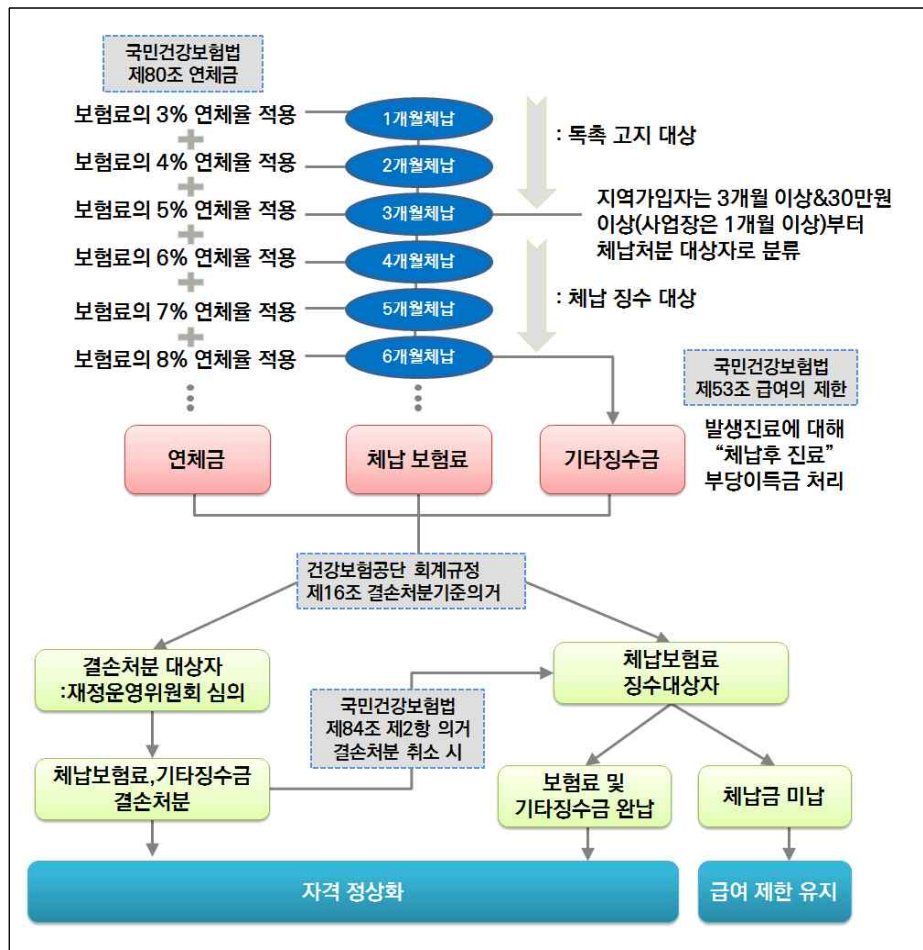 국민건강보험법
제80조 연체금
보험료의 3% 연체율 적용
1개월체납
: 독촉 고지 대상
보험료의 4% 연체율 적용
2개월체납
보험료의 5% 연체율 적용
3개월체납
지역가입자는 3개월 이상&30만원
이상(사업장은 1개월 이상)부터
체납처분 대상자로 분류
보험료의 6% 연체율 적용
4개월체납
보험료의 7% 연체율 적용
5개월체납
: 체납 징수 대상
보험료의 8% 연체율 적용
6개월체납
국민건강보험법
제53조 급여의 제한
발생진료에 대해
“체납후 진료”
부당이득금 처리
연체금
체납 보험료
기타징수금
건강보험공단 회계규정
제16조 결손처분기준의거
결손처분 대상자
:재정운영위원회 심의
체납보험료
징수대상자
국민건강보험법
제84조 제2항 의거
결손처분 취소 시
체납보험료,기타징수금
결손처분
보험료 및
기타징수금 완납
체납금 미납
자격 정상화
급여 제한 유지